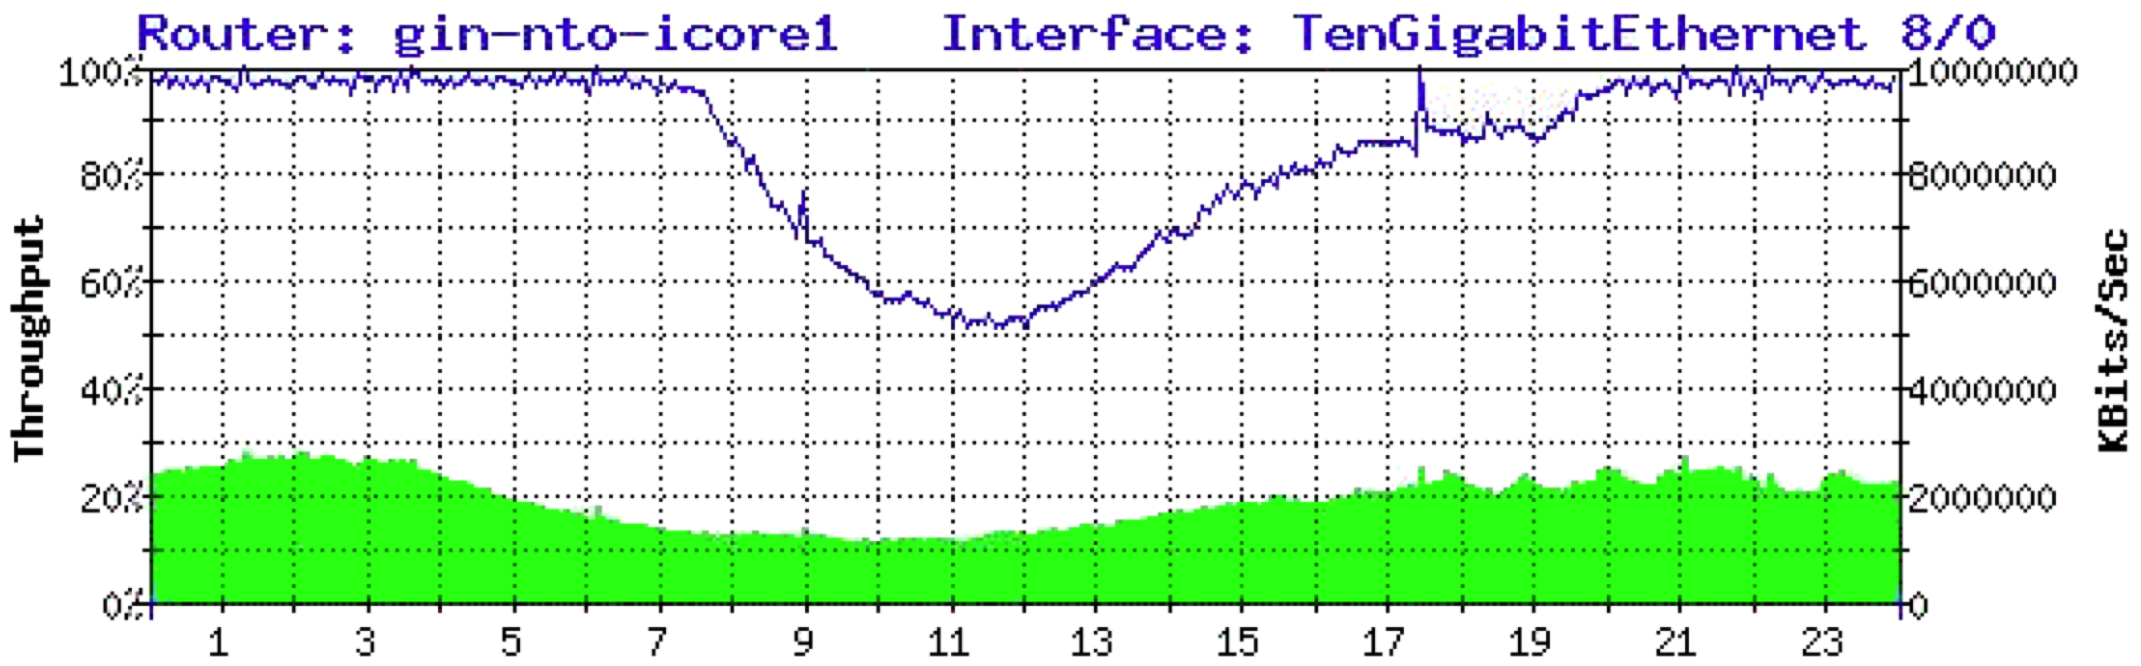 Router: gin-nto-icore1 Interface: TenGigabitEthernet 8/0
100% 10000000
80% 8000000
60% 6000000
40% 4000000
20% 2000000
0% 0
Throughput
KBits/Sec
1 3 5 7 9 11 13 15 17 19 21 23